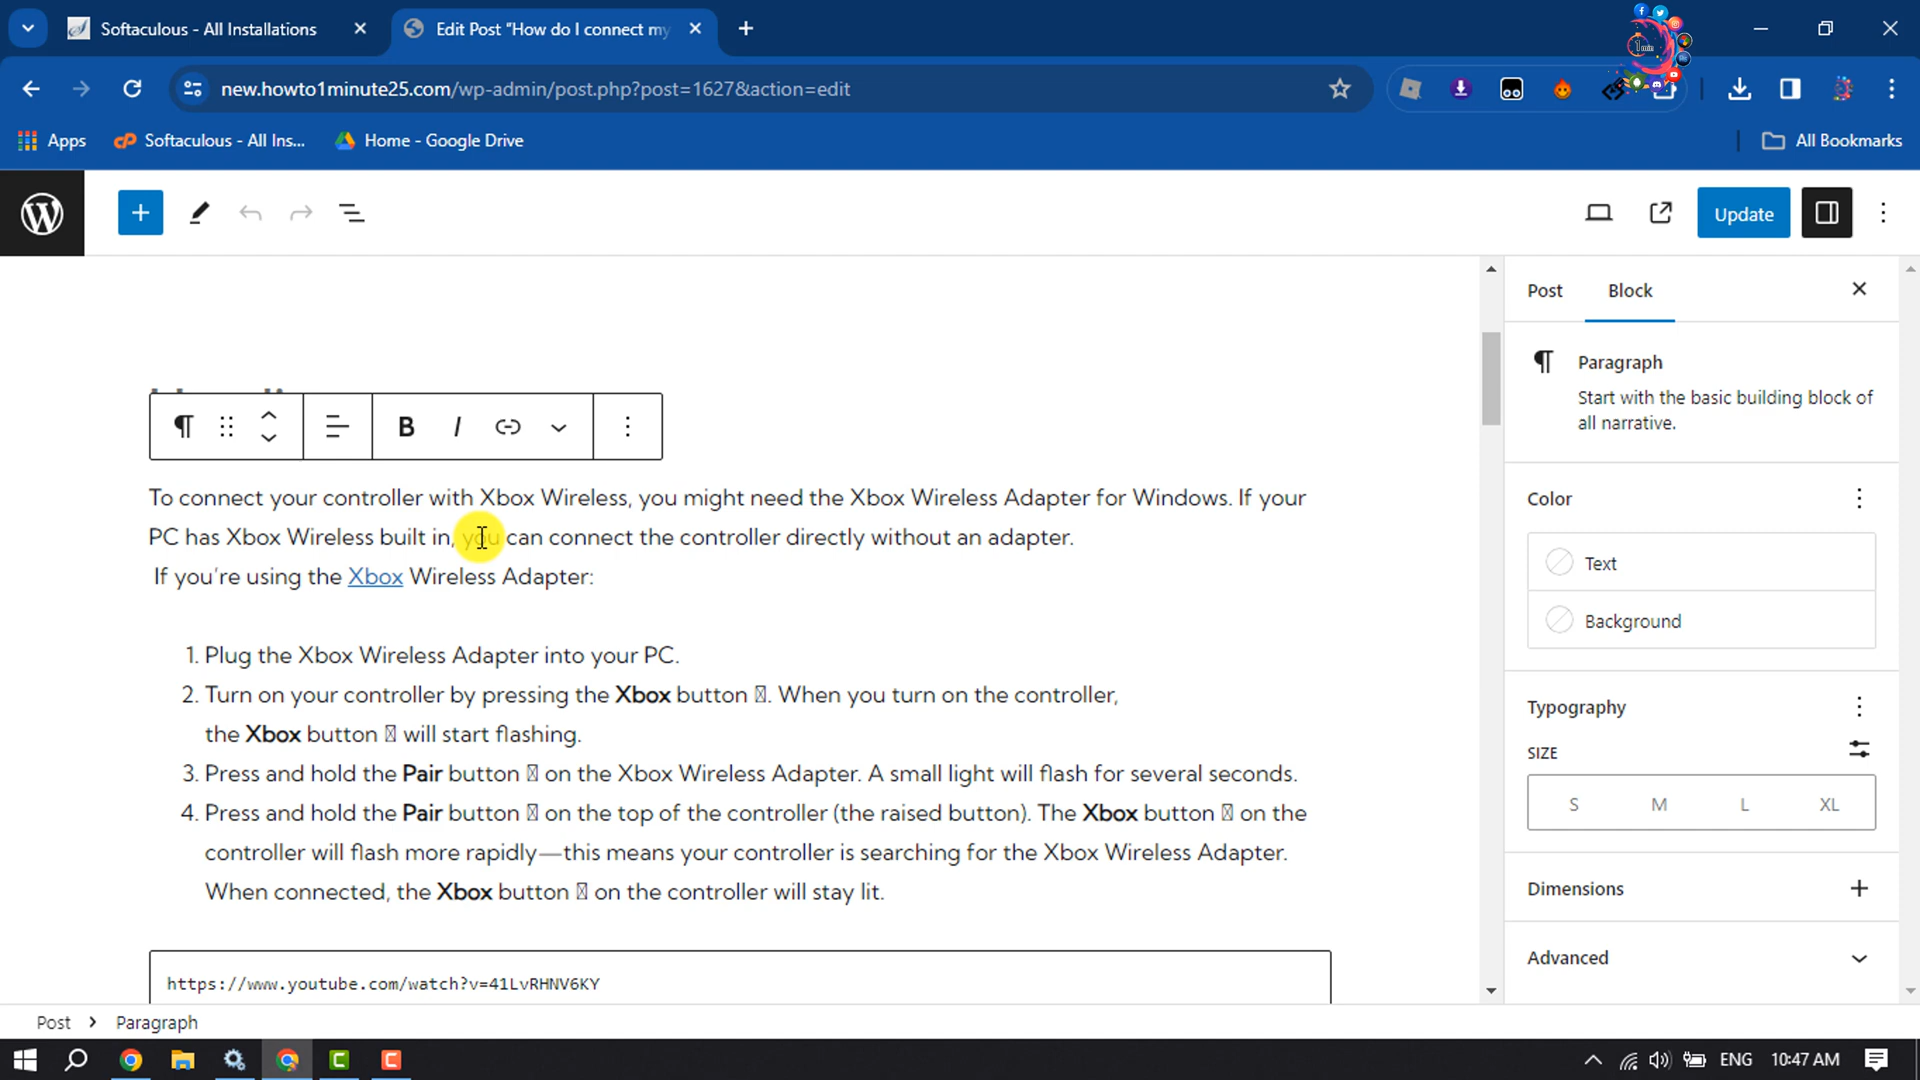 Softaculous - All Installations
Edit Post “How do I connect my
new.howto1minute25.com/wp-admin/post.php?post=1627&action=edit
Apps
Softaculous - All Ins...
Home - Google Drive
All Bookmarks
Update
Post
Block
Paragraph
Start with the basic building block of
all narrative.
B I
To connect your controller with Xbox Wireless, you might need the Xbox Wireless Adapter for Windows. If your
PC has Xbox Wireless built in, you can connect the controller directly without an adapter.
If you’re using the Xbox Wireless Adapter:
1. Plug the Xbox Wireless Adapter into your PC.
2. Turn on your controller by pressing the Xbox button . When you turn on the controller,
the Xbox button will start flashing.
3. Press and hold the Pair button on the Xbox Wireless Adapter. A small light will flash for several seconds.
4. Press and hold the Pair button on the top of the controller (the raised button). The Xbox button on the
controller will flash more rapidly—this means your controller is searching for the Xbox Wireless Adapter.
When connected, the Xbox button on the controller will stay lit.
https://www.youtube.com/watch?v=41LvRHNV6KY
Color
Text
Background
Typography
SIZE
S M L XL
Dimensions
Advanced
Post > Paragraph
ENG
10:47 AM